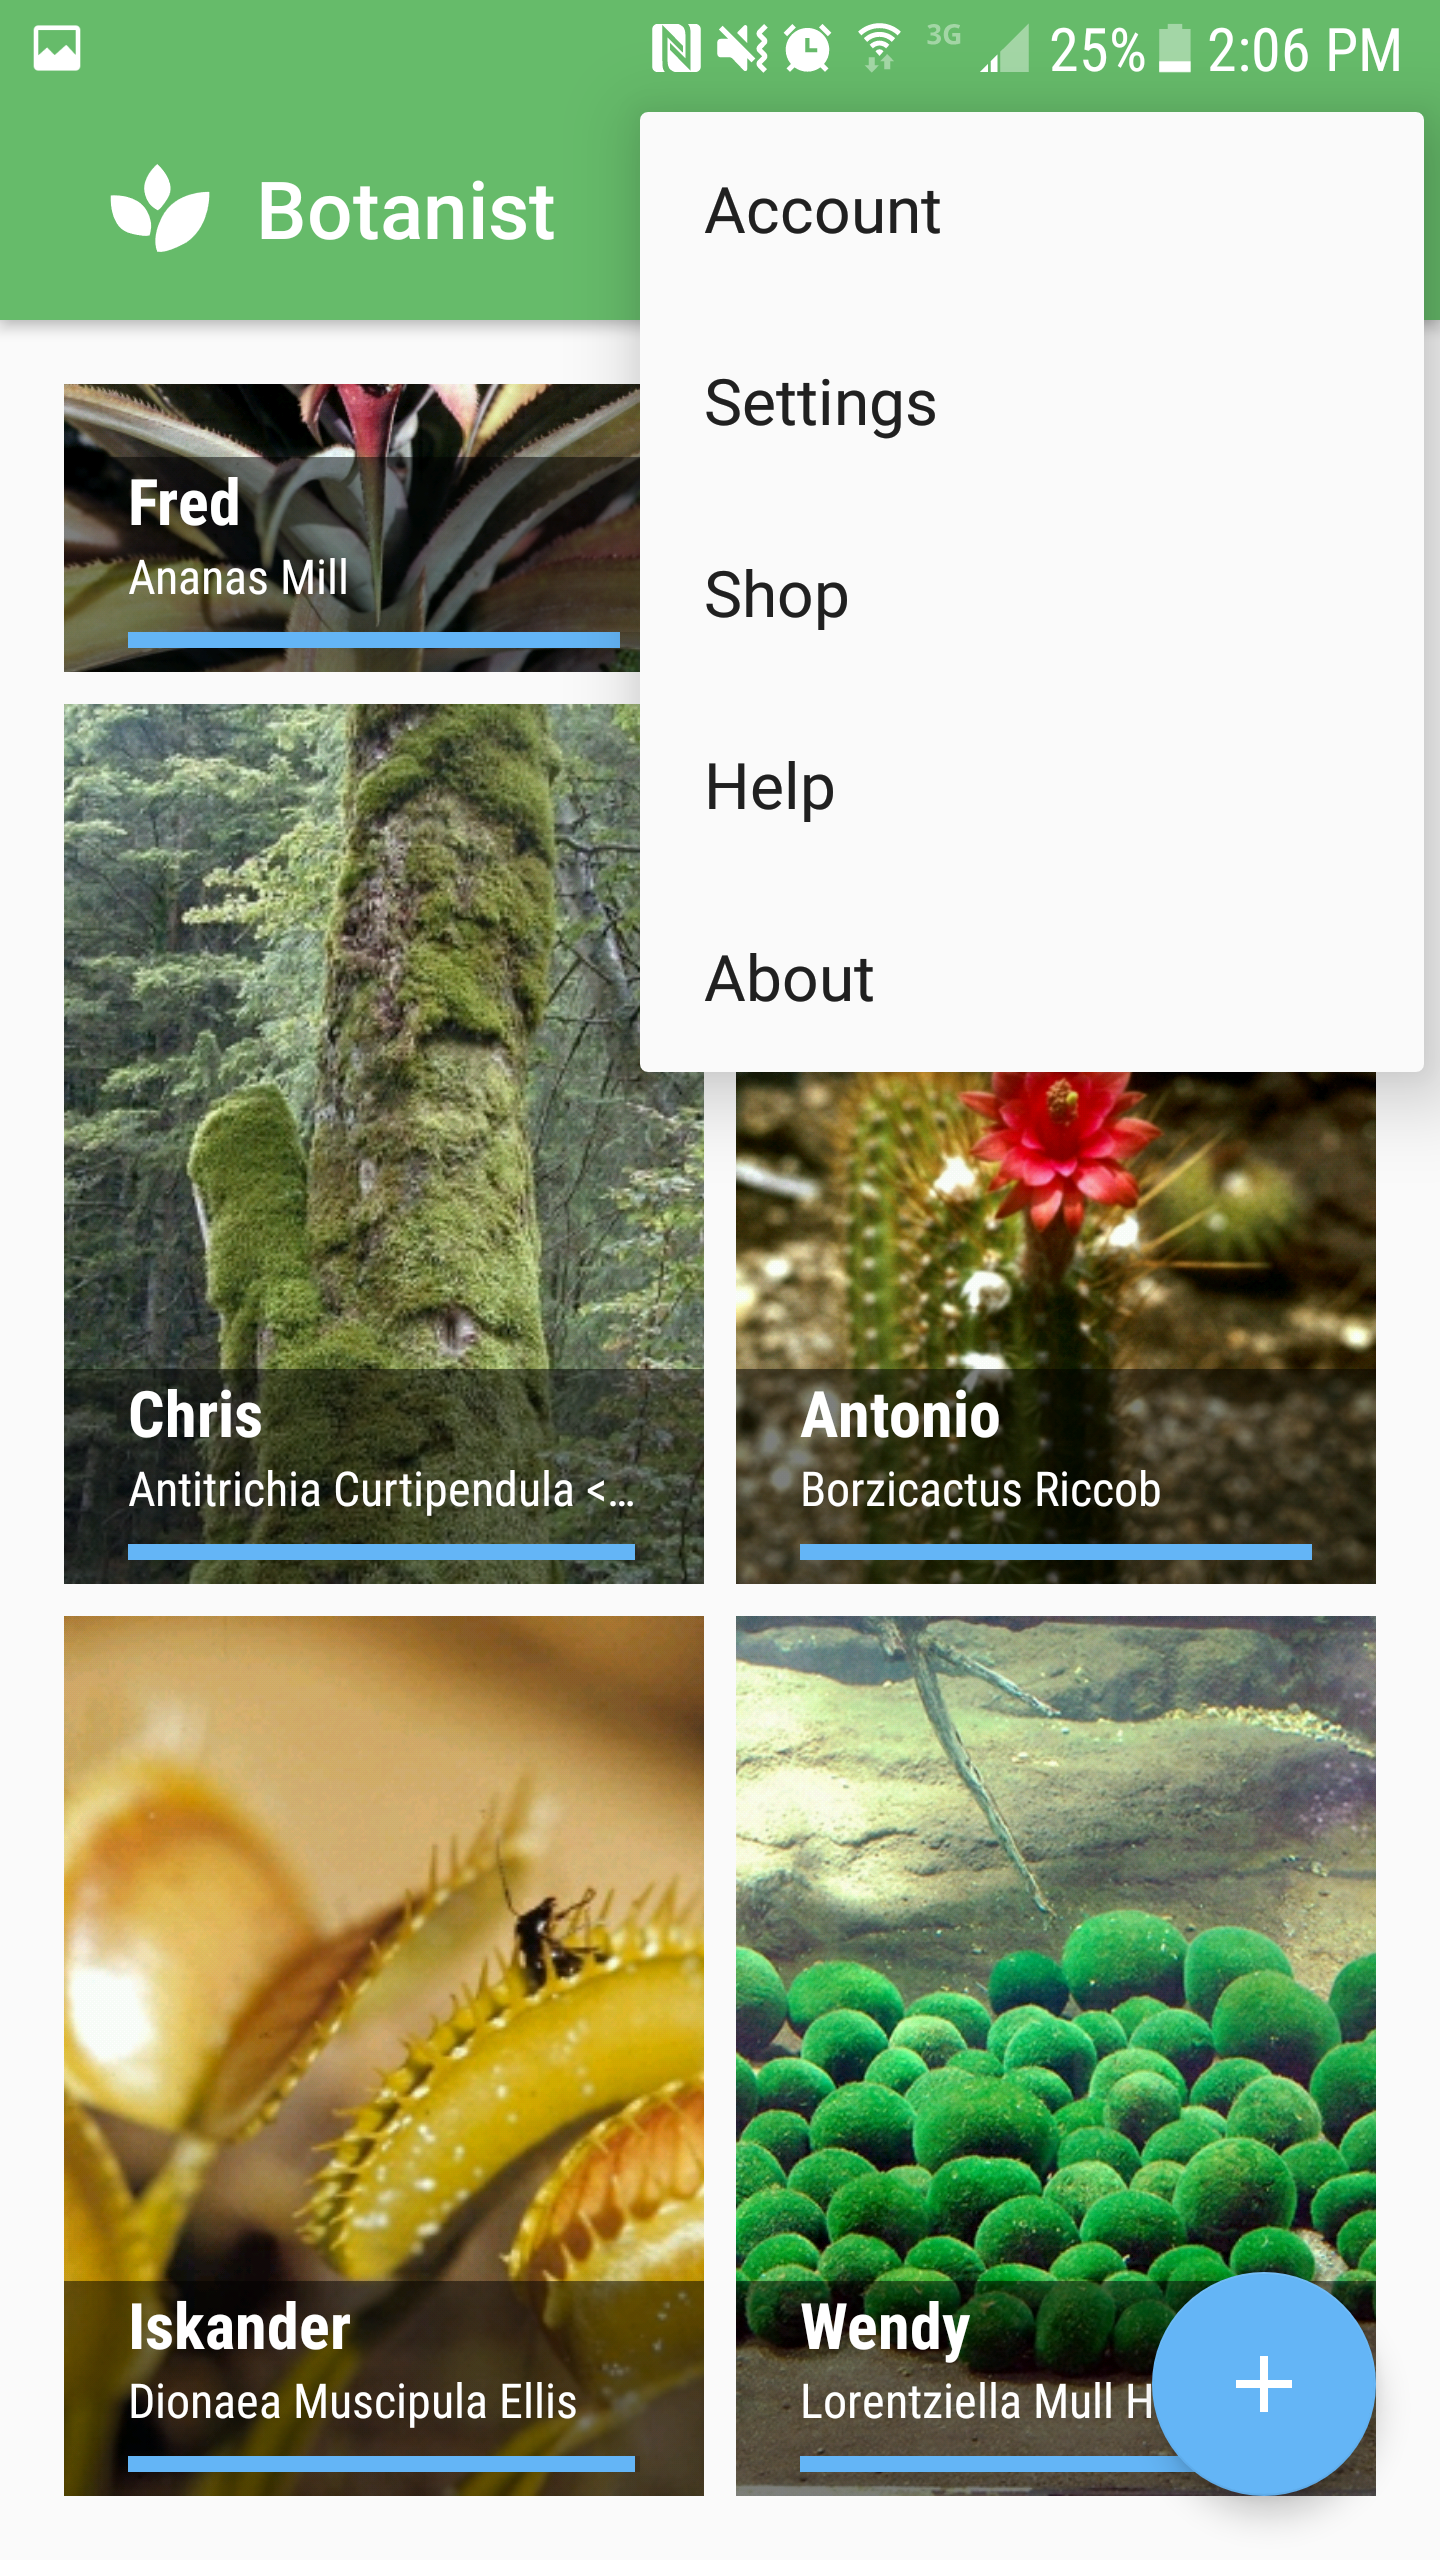 3G 25% 2:06 PM
Botanist
Account
Settings
Shop
Help
About
Fred
Ananas Mill
Chris
Antitrichia Curtipendula <...
Antonio
Borzicactus Riccob
Iskander
Dionaea Muscipula Ellis
Wendy
Lorentziella Mull H